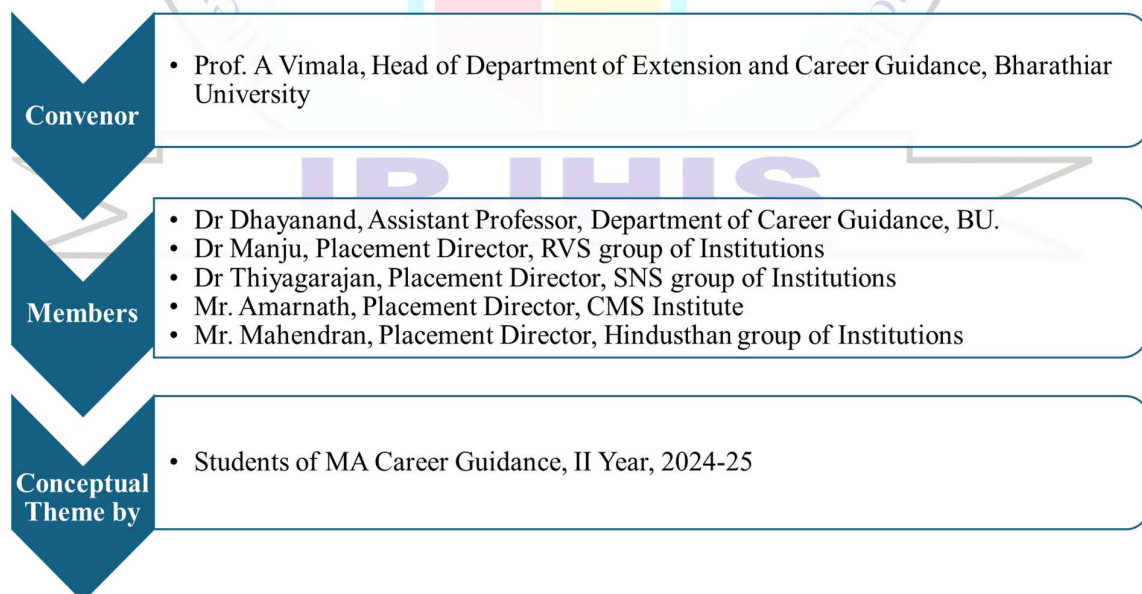 Convenor
• Prof. A Vimala, Head of Department of Extension and Career Guidance, Bharathiar
University
IRJHIS
Members
• Dr Dhayanand, Assistant Professor, Department of Career Guidance, BU.
• Dr Manju, Placement Director, RVS group of Institutions
• Dr Thiyagarajan, Placement Director, SNS group of Institutions
• Mr. Amarnath, Placement Director, CMS Institute
• Mr. Mahendran, Placement Director, Hindusthan group of Institutions
Conceptual
Theme by
• Students of MA Career Guidance, II Year, 2024-25